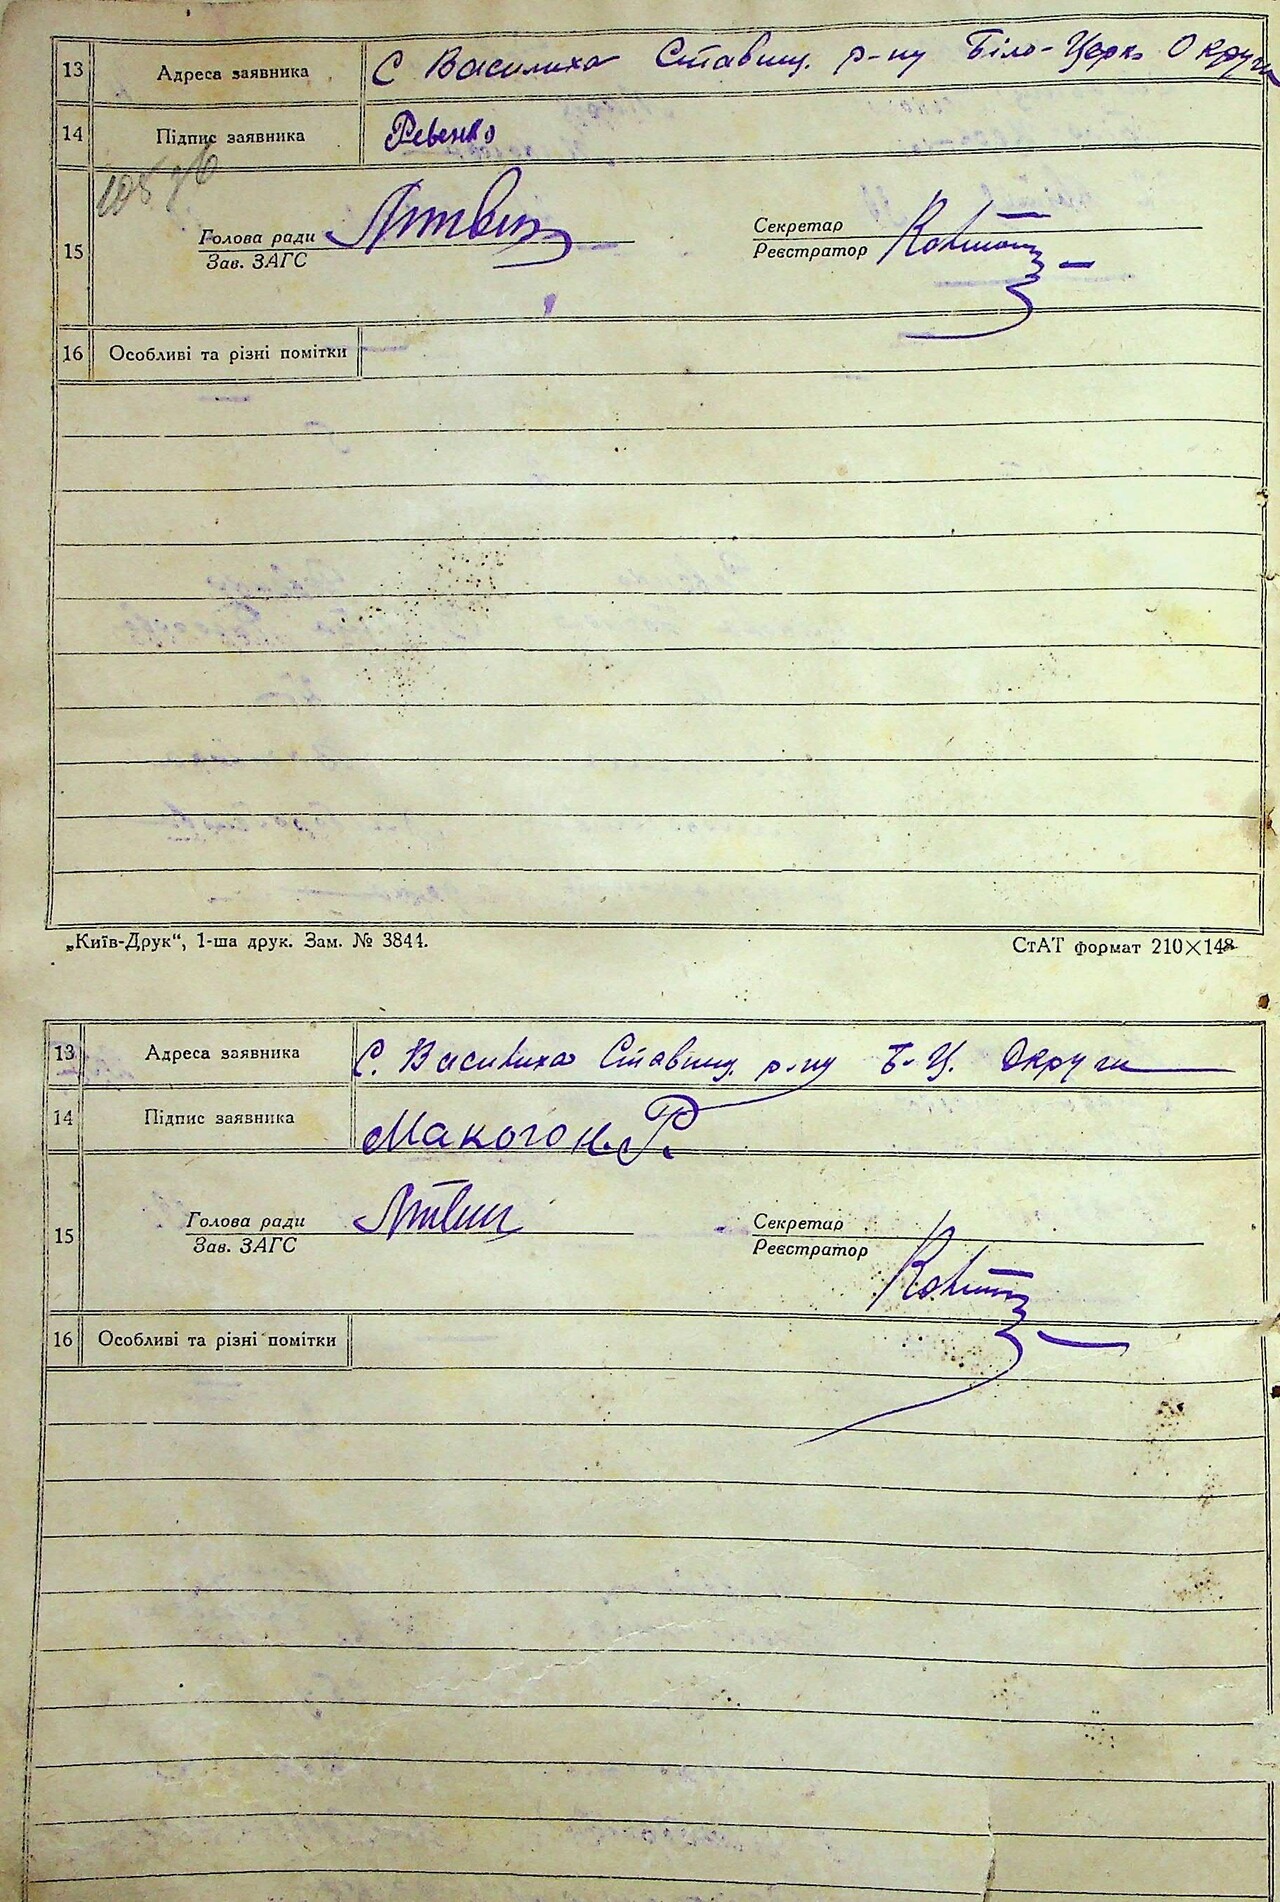 13 Адреса заявника С Василиха Ставищ. р-ну Біло-Церк. Округи
14 Підпис заявника Ревенко
15 Голова ради Литвин Секретар
Зав. ЗАГС Реєстратор
16 Особливі та різні помітки
„Київ-Друк“, 1-ша друк. Зам. № 3844. СтАТ формат 210×148
13 Адреса заявника С. Василиха Ставищ. р-ну Б-Ц. Округи
14 Підпис заявника Макогон. Р.
15 Голова ради Литвин Секретар
Зав. ЗАГС Реєстратор
16 Особливі та різні помітки